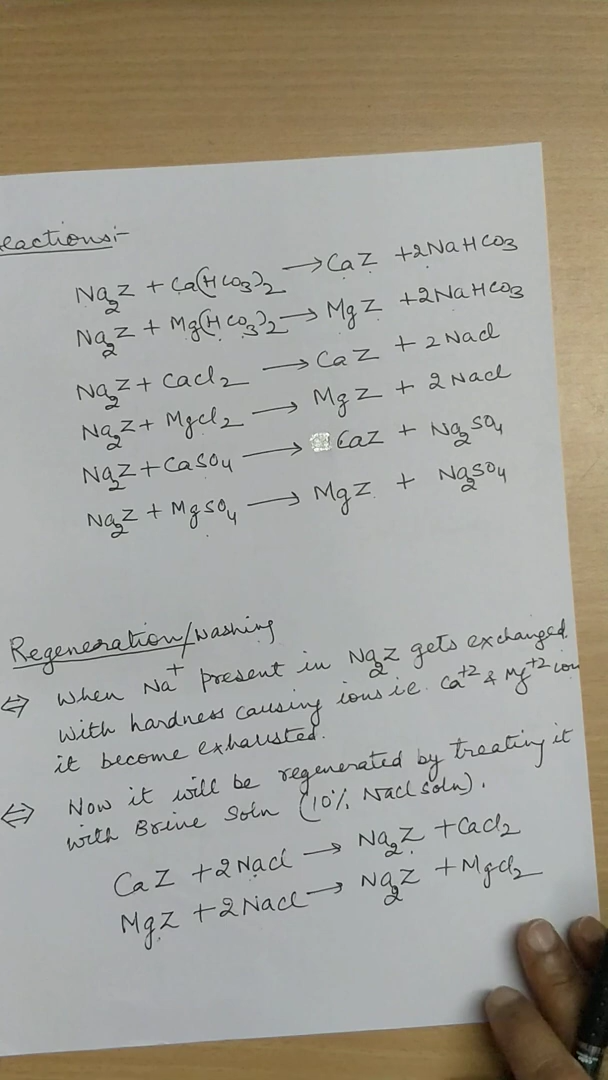 eactions:-
Na2Z + Ca(HCO3)2 → CaZ + 2NaHCO3
Na2Z + Mg(HCO3)2 → MgZ + 2NaHCO3
Na2Z + CaCl2 → CaZ + 2Nacl
Na2Z + MgCl2 → MgZ + 2Nacl
Na2Z + CaSO4 → CaZ + Na2SO4
Na2Z + MgSO4 → MgZ + Na2SO4
Regeneration/Washing
⇔ When Na+ present in Na2Z gets exchanged
with hardness causing ions i.e. Ca+2 & Mg+2 ion
it become exhausted.
⇔ Now it will be regenerated by treating it
with Brine Soln (10% Nacl soln).
CaZ + 2Nacl → Na2Z + Cacl2
MgZ + 2Nacl → Na2Z + Mgcl2